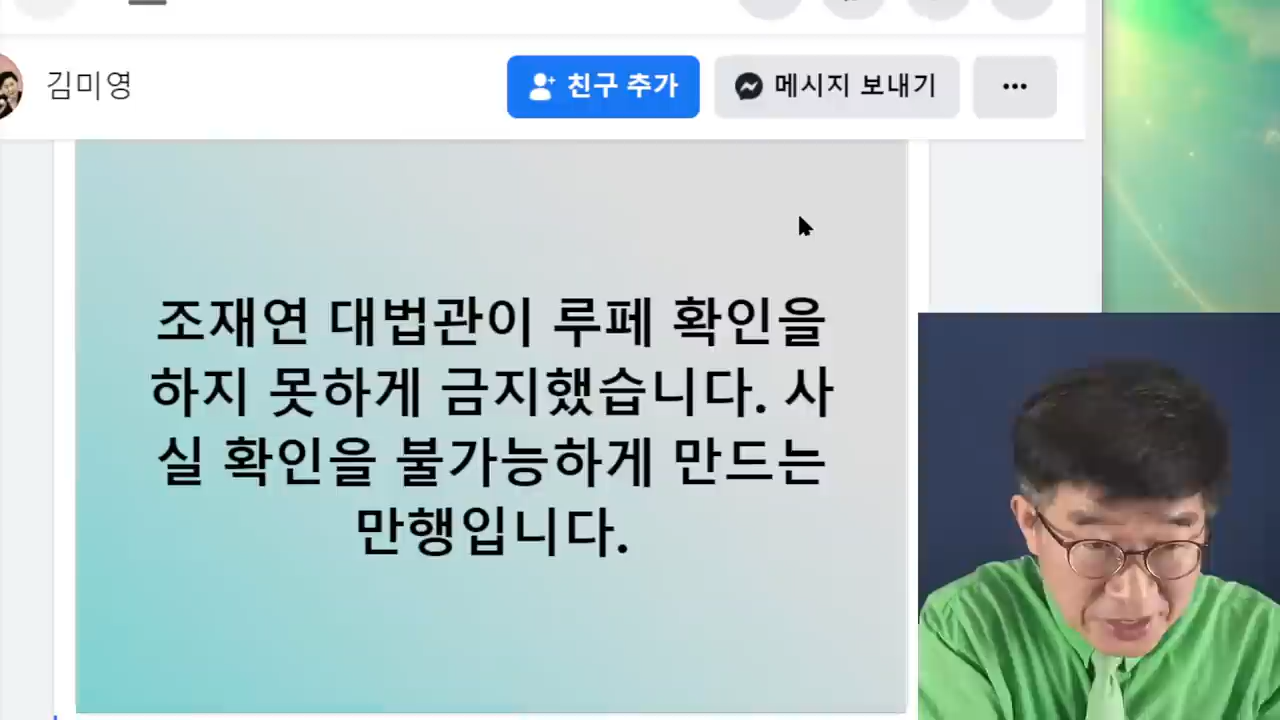 김미영
친구 추가
메시지 보내기
조재연 대법관이 루페 확인을
하지 못하게 금지했습니다. 사
실 확인을 불가능하게 만드는
만행입니다.